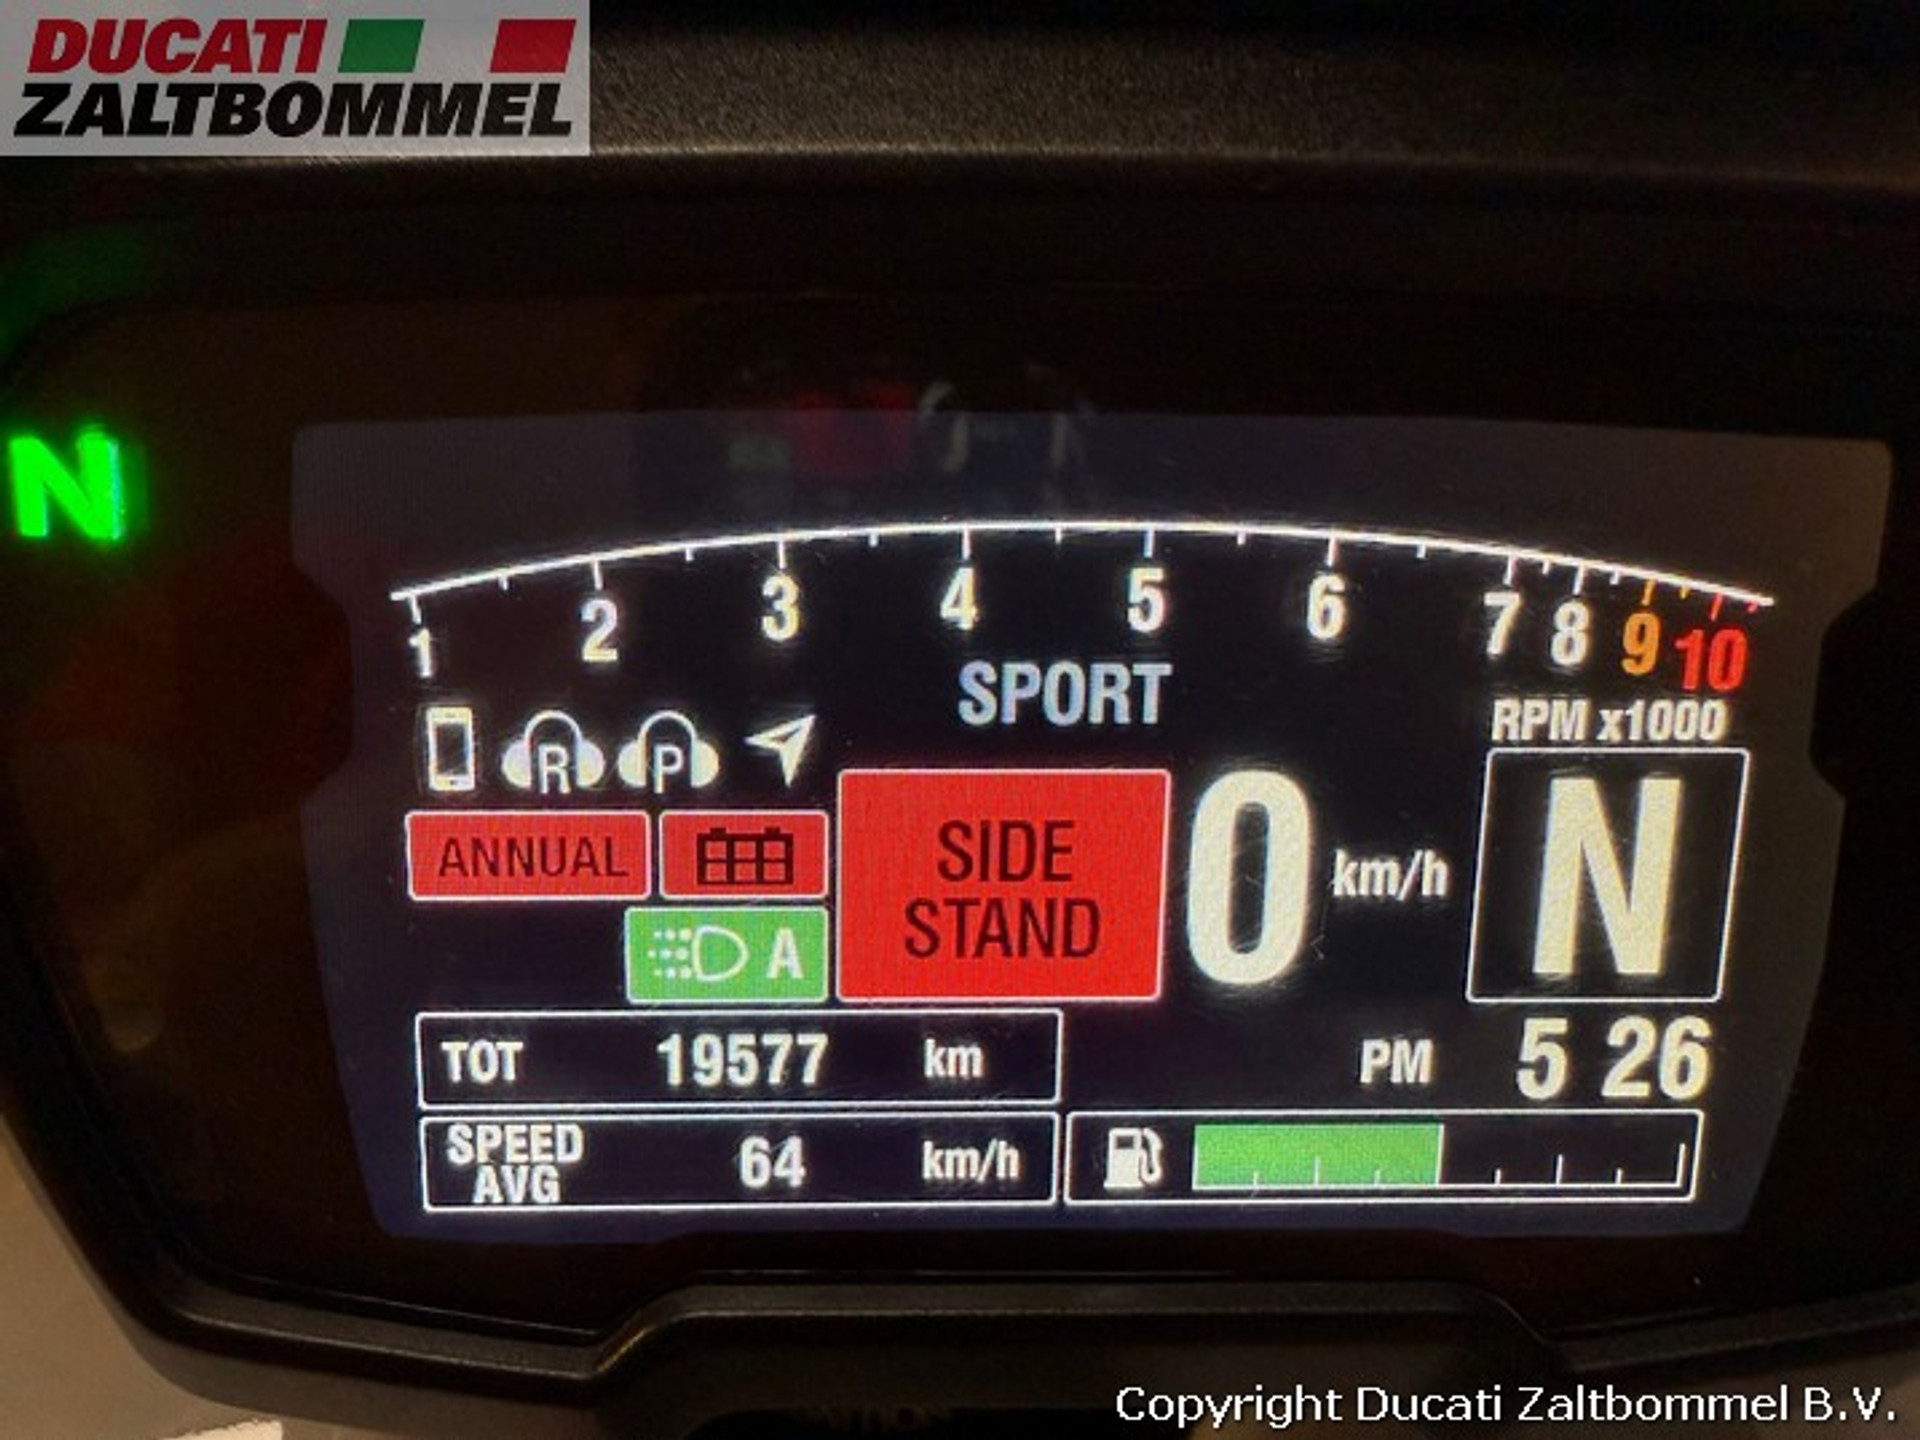 DUCATI
ZALTBOMMEL
N
1 2 3 4 5 6 7 8 9 10
SPORT
RPM x1000
R P
ANNUAL
SIDE
STAND
0 km/h
N
A
TOT 19577 km
PM 5 26
SPEED
AVG
64 km/h
Copyright Ducati Zaltbommel B.V.